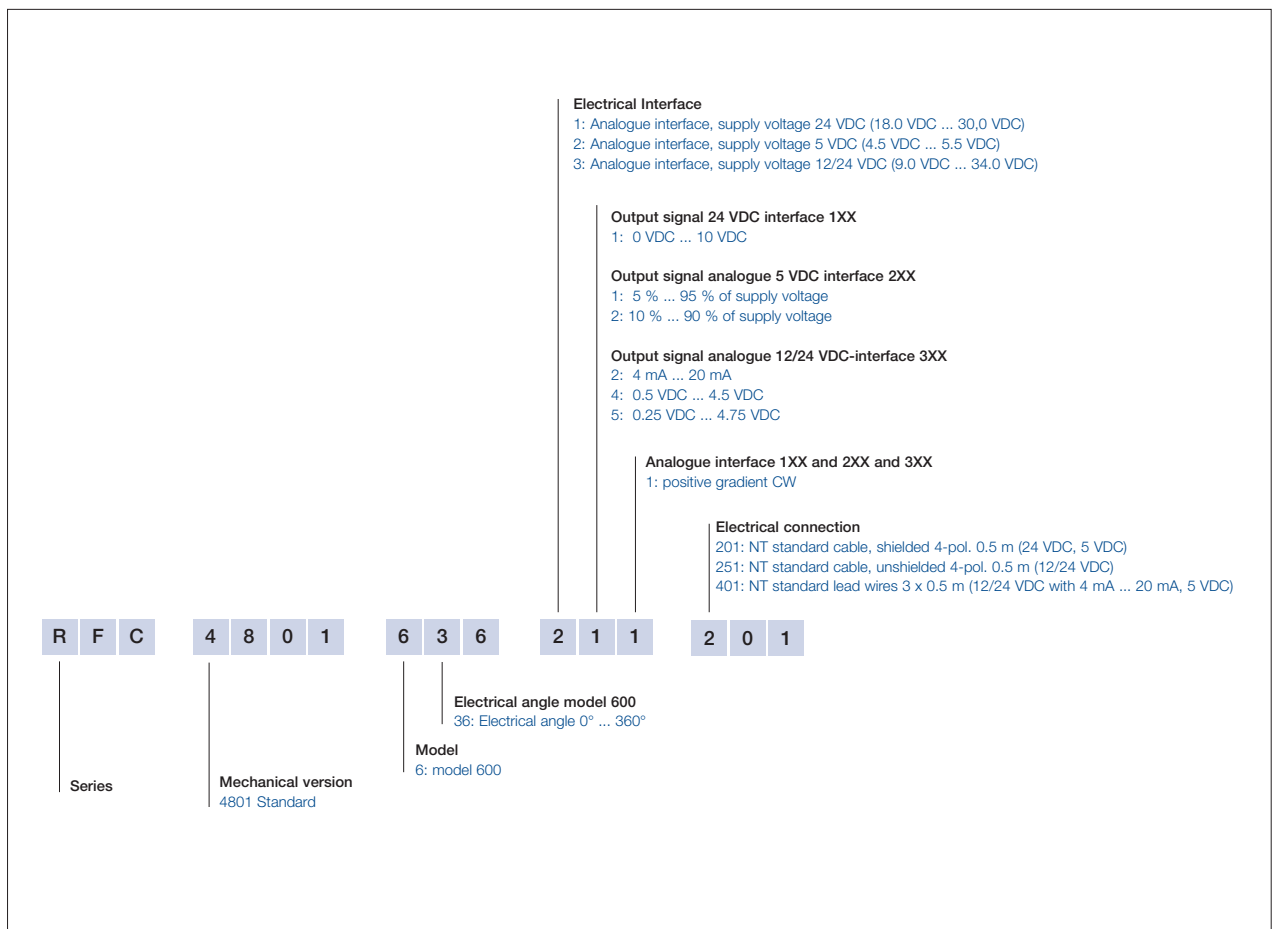 Electrical Interface
1: Analogue interface, supply voltage 24 VDC (18.0 VDC ... 30,0 VDC)
2: Analogue interface, supply voltage 5 VDC (4.5 VDC ... 5.5 VDC)
3: Analogue interface, supply voltage 12/24 VDC (9.0 VDC ... 34.0 VDC)
Output signal 24 VDC interface 1XX
1: 0 VDC ... 10 VDC
Output signal analogue 5 VDC interface 2XX
1: 5 % ... 95 % of supply voltage
2: 10 % ... 90 % of supply voltage
Output signal analogue 12/24 VDC-interface 3XX
2: 4 mA ... 20 mA
4: 0.5 VDC ... 4.5 VDC
5: 0.25 VDC ... 4.75 VDC
Analogue interface 1XX and 2XX and 3XX
1: positive gradient CW
Electrical connection
201: NT standard cable, shielded 4-pol. 0.5 m (24 VDC, 5 VDC)
251: NT standard cable, unshielded 4-pol. 0.5 m (12/24 VDC)
401: NT standard lead wires 3 x 0.5 m (12/24 VDC with 4 mA ... 20 mA, 5 VDC)
R F C 4 8 0 1 6 3 6 2 1 1 2 0 1
Electrical angle model 600
36: Electrical angle 0° ... 360°
Model
6: model 600
Series
Mechanical version
4801 Standard